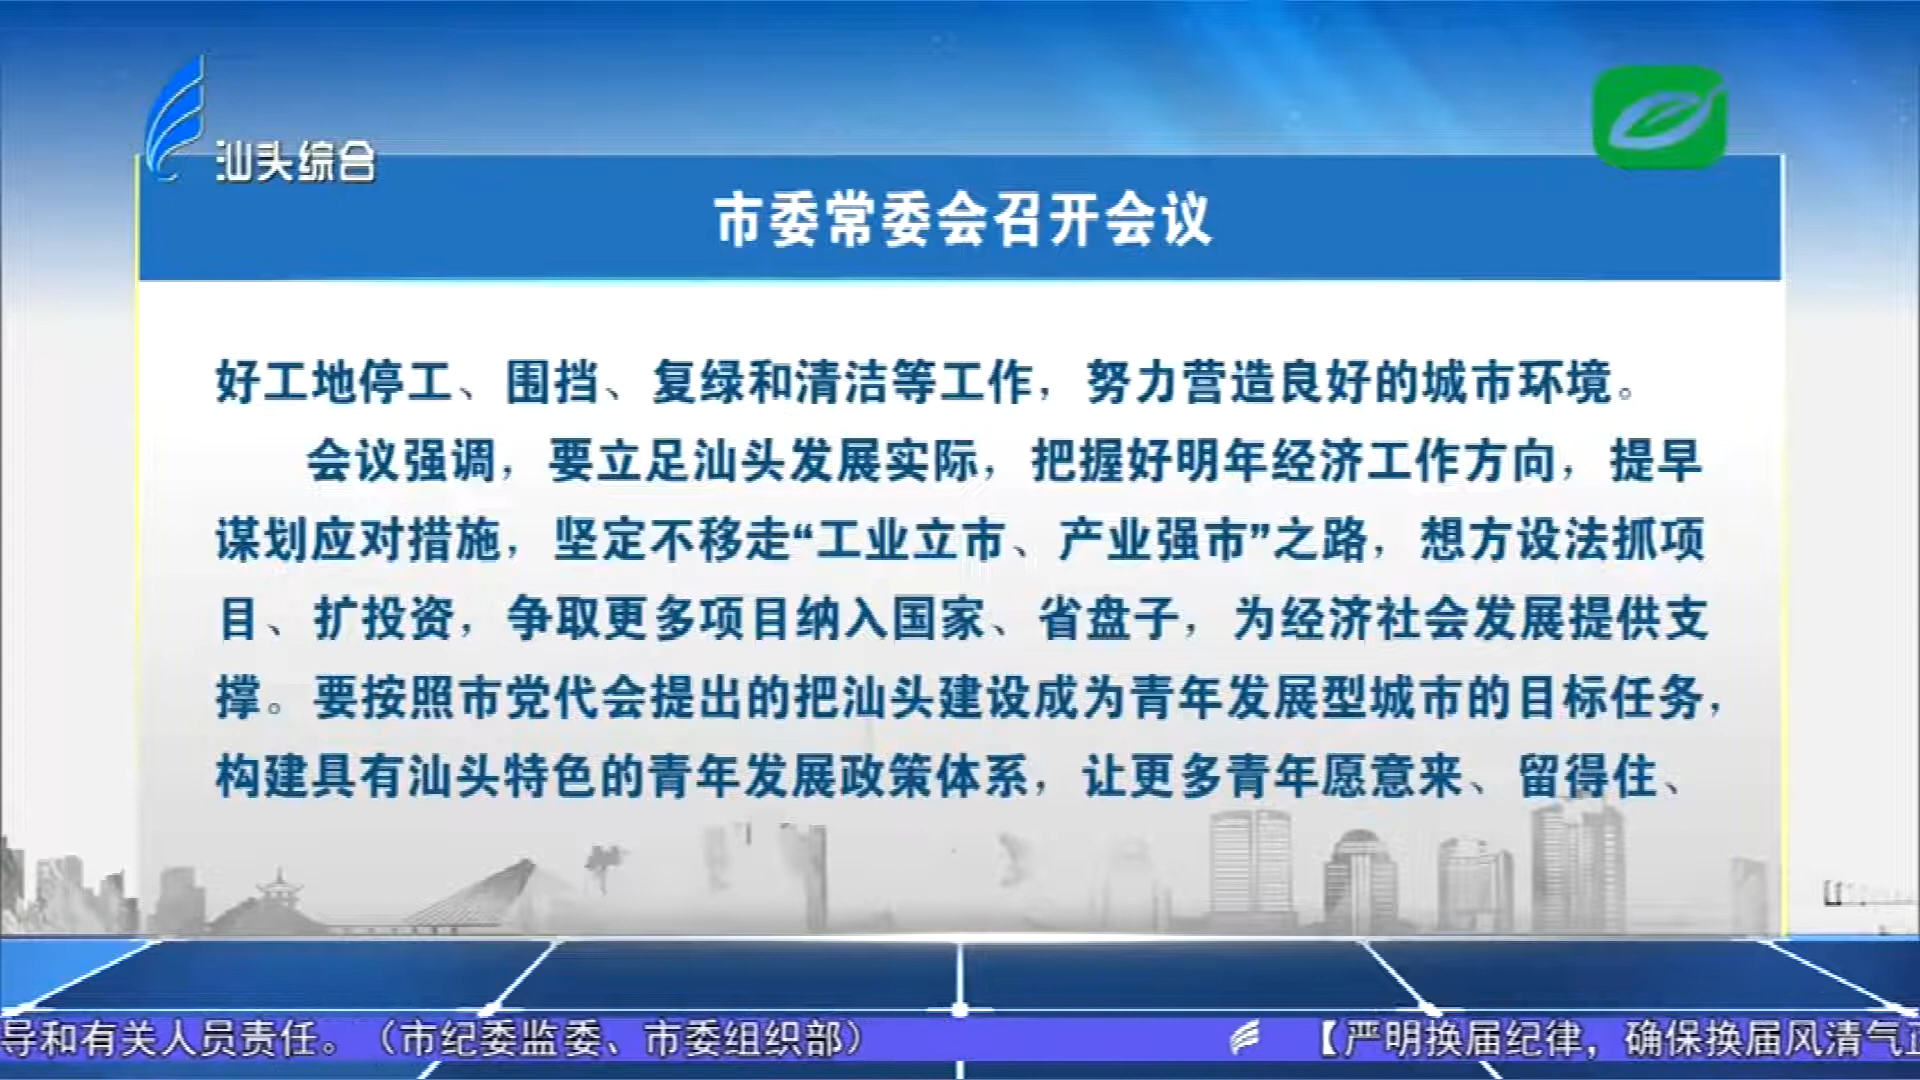 汕头综合
市委常委会召开会议
好工地停工、围挡、复绿和清洁等工作，努力营造良好的城市环境。
会议强调，要立足汕头发展实际，把握好明年经济工作方向，提早
谋划应对措施，坚定不移走“工业立市、产业强市”之路，想方设法抓项
目、扩投资，争取更多项目纳入国家、省盘子，为经济社会发展提供支
撑。要按照市党代会提出的把汕头建设成为青年发展型城市的目标任务，
构建具有汕头特色的青年发展政策体系，让更多青年愿意来、留得住、
导和有关人员责任。（市纪委监委、市委组织部） 【严明换届纪律，确保换届风清气正